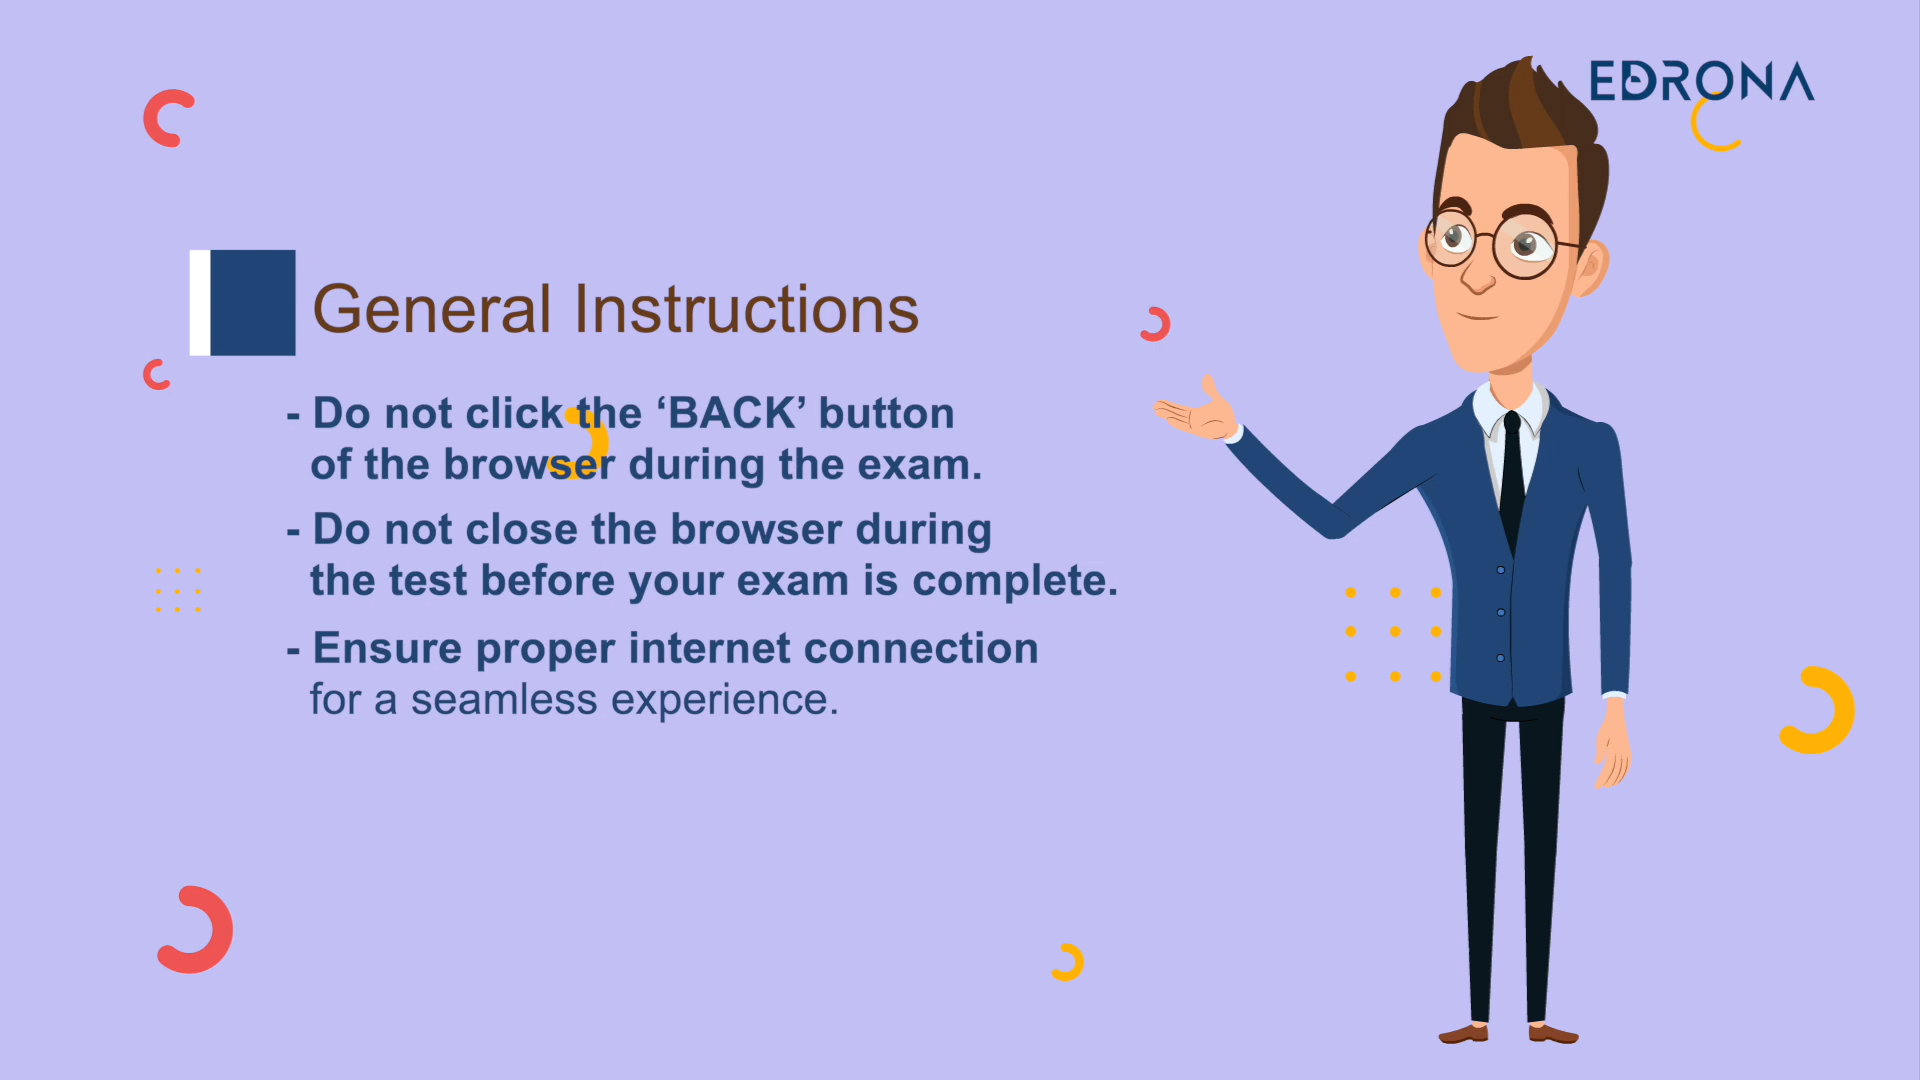 EDRONA
General Instructions
- Do not click the ‘BACK’ button
of the browser during the exam.
- Do not close the browser during
the test before your exam is complete.
- Ensure proper internet connection
for a seamless experience.